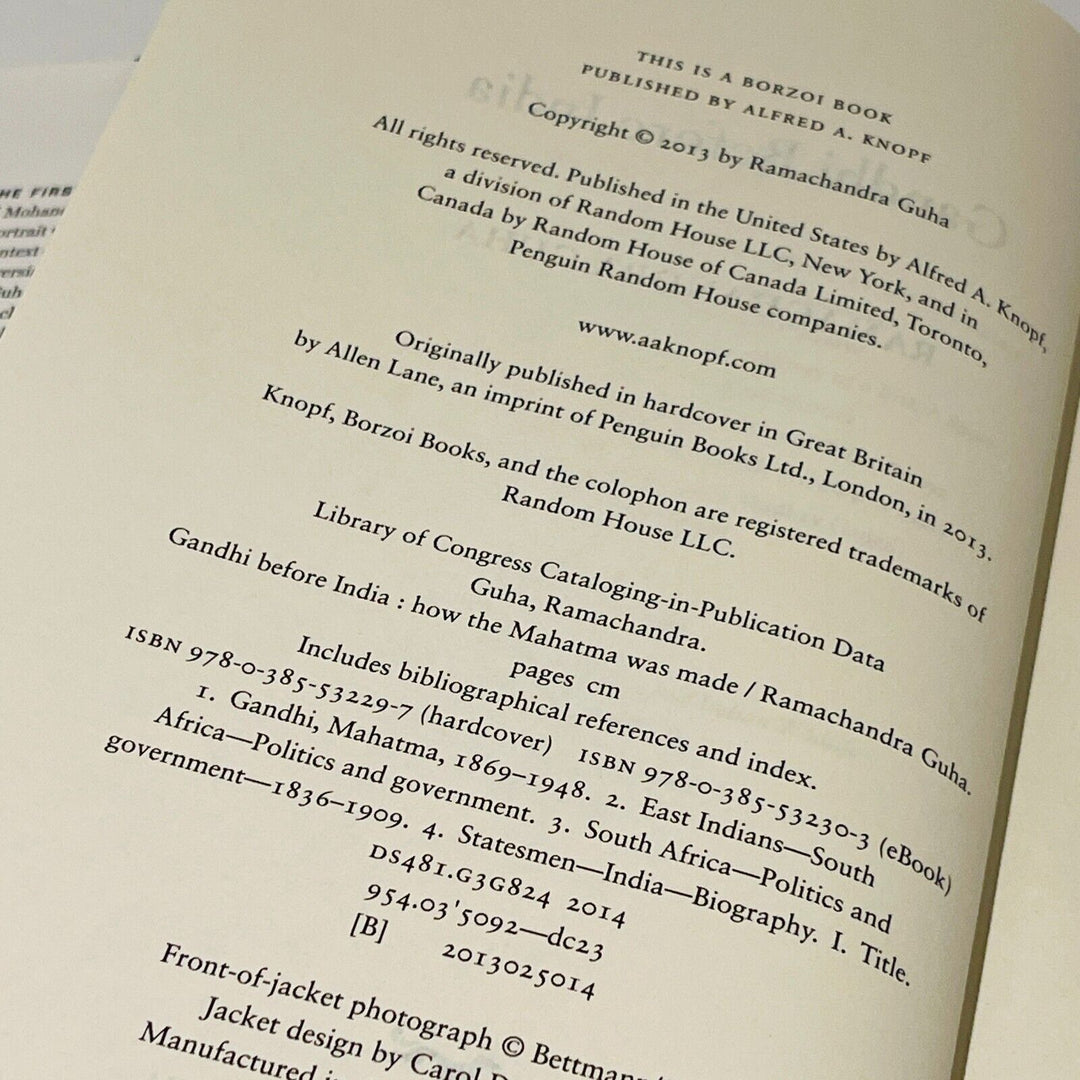 THIS IS A BORZOI BOOK
PUBLISHED BY ALFRED A. KNOPF
Copyright © 2013 by Ramachandra Guha
All rights reserved. Published in the United States by Alfred A. Knopf,
a division of Random House LLC, New York, and in
Canada by Random House of Canada Limited, Toronto,
Penguin Random House companies.
www.aaknopf.com
Originally published in hardcover in Great Britain
by Allen Lane, an imprint of Penguin Books Ltd., London, in 2013.
Knopf, Borzoi Books, and the colophon are registered trademarks of
Random House LLC.
Library of Congress Cataloging-in-Publication Data
Guha, Ramachandra.
Gandhi before India : how the Mahatma was made / Ramachandra Guha.
pages cm
Includes bibliographical references and index.
ISBN 978-0-385-53229-7 (hardcover) ISBN 978-0-385-53230-3 (eBook)
1. Gandhi, Mahatma, 1869–1948. 2. East Indians—South
Africa—Politics and government. 3. South Africa—Politics and
government—1836–1909. 4. Statesmen—India—Biography. I. Title.
DS481.G3G824 2014
954.03'5092—dc23
[B] 2013025014
Front-of-jacket photograph © Bettmann
Jacket design by Carol
Manufactured